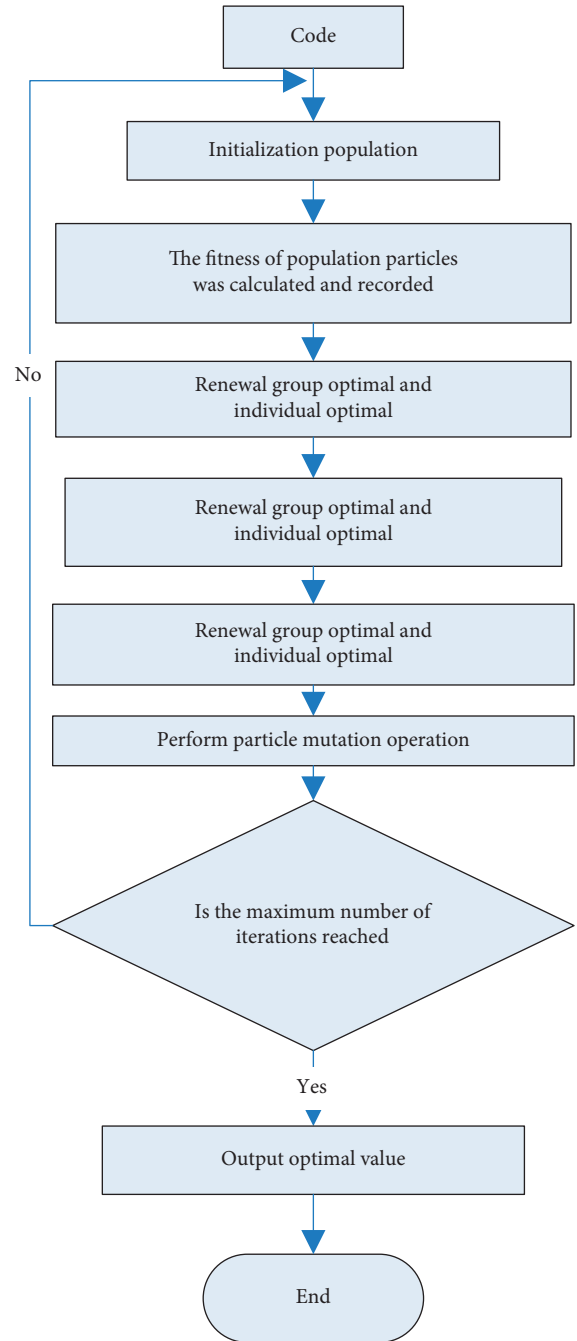 Code
Initialization population
The fitness of population particles
was calculated and recorded
No
Renewal group optimal and
individual optimal
Renewal group optimal and
individual optimal
Renewal group optimal and
individual optimal
Perform particle mutation operation
Is the maximum number of
iterations reached
Yes
Output optimal value
End